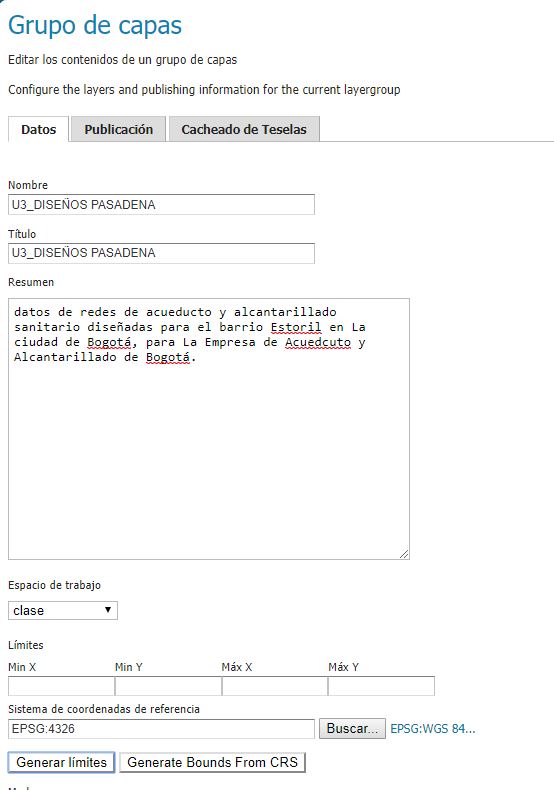 Grupo de capas
Editar los contenidos de un grupo de capas
Configure the layers and publishing information for the current layergroup
Datos Publicación Cacheado de Teselas
Nombre
U3_DISEÑOS PASADENA
Título
U3_DISEÑOS PASADENA
Resumen
datos de redes de acueducto y alcantarillado
sanitario diseñadas para el barrio Estoril en La
ciudad de Bogotá, para La Empresa de Acuedcuto y
Alcantarillado de Bogotá.
Espacio de trabajo
clase
Límites
Min X Min Y Máx X Máx Y
Sistema de coordenadas de referencia
EPSG:4326 Buscar... EPSG:WGS 84...
Generar límites Generate Bounds From CRS